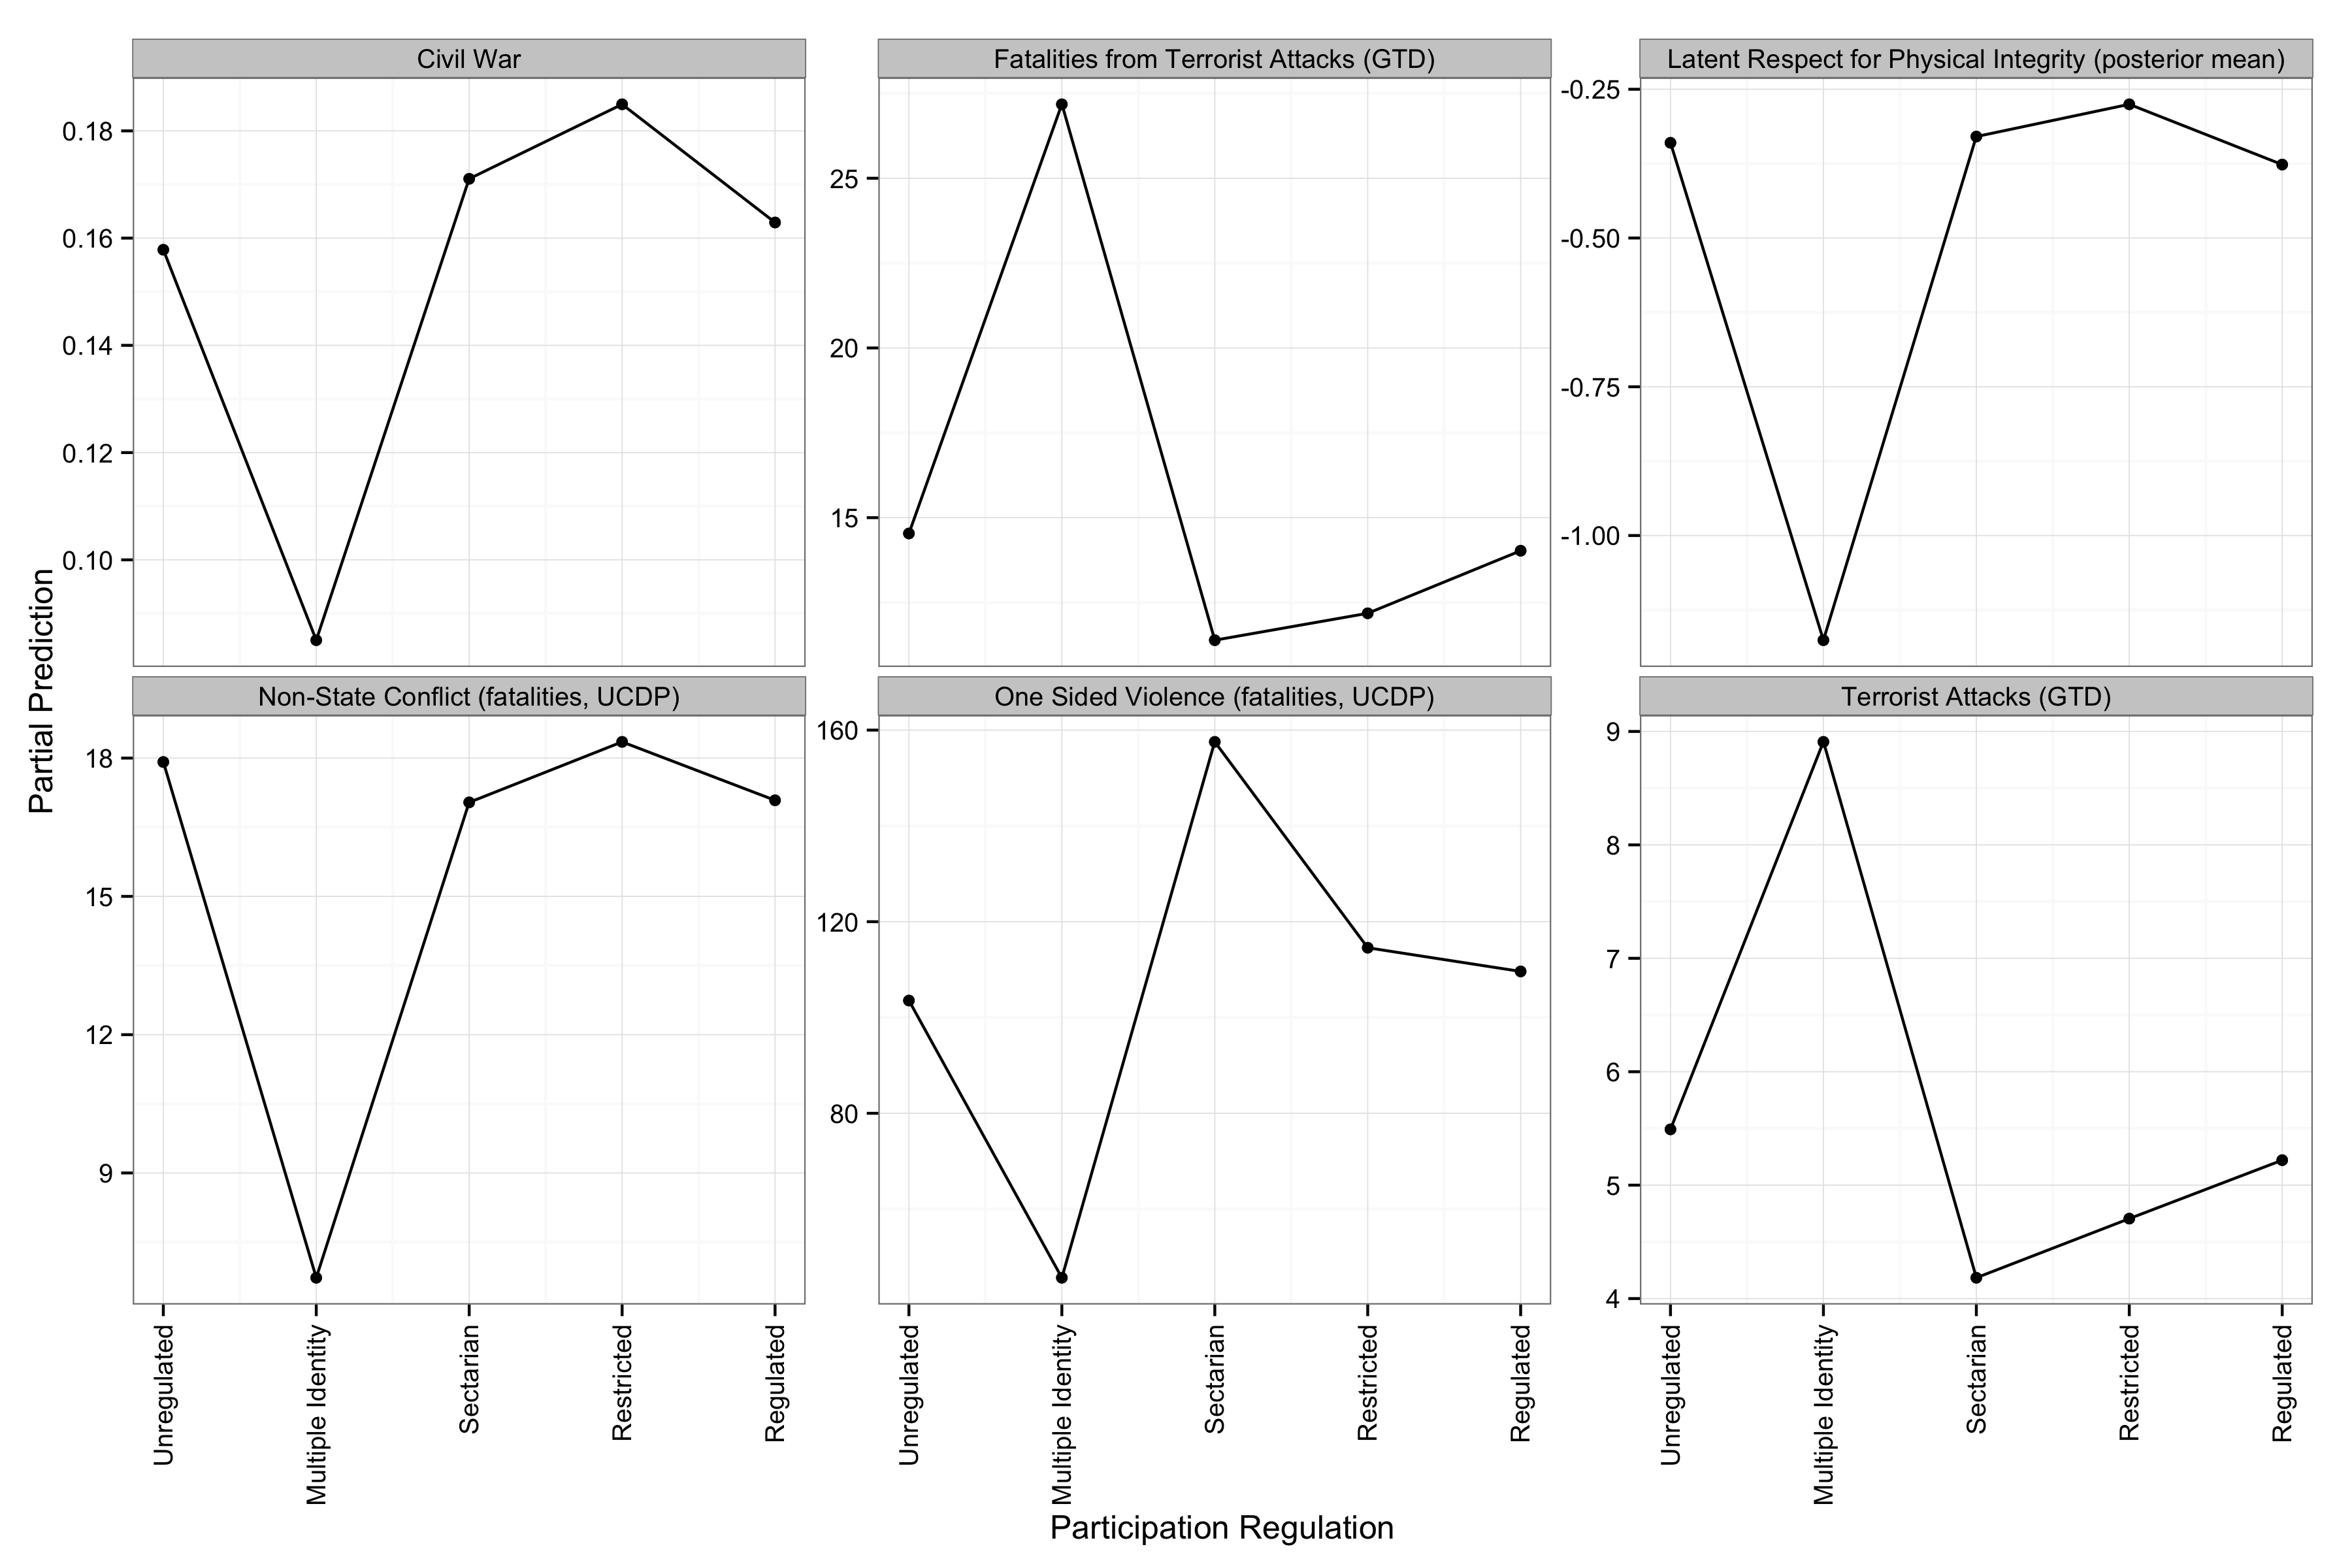 Civil War
Fatalities from Terrorist Attacks (GTD)
Latent Respect for Physical Integrity (posterior mean)
0.18
0.16
0.14
0.12
0.10
25
20
15
-0.25
-0.50
-0.75
-1.00
Partial Prediction
Non-State Conflict (fatalities, UCDP)
One Sided Violence (fatalities, UCDP)
Terrorist Attacks (GTD)
18
15
12
9
160
120
80
9
8
7
6
5
4
Unregulated
Multiple Identity
Sectarian
Restricted
Regulated
Unregulated
Multiple Identity
Sectarian
Restricted
Regulated
Unregulated
Multiple Identity
Sectarian
Restricted
Regulated
Participation Regulation